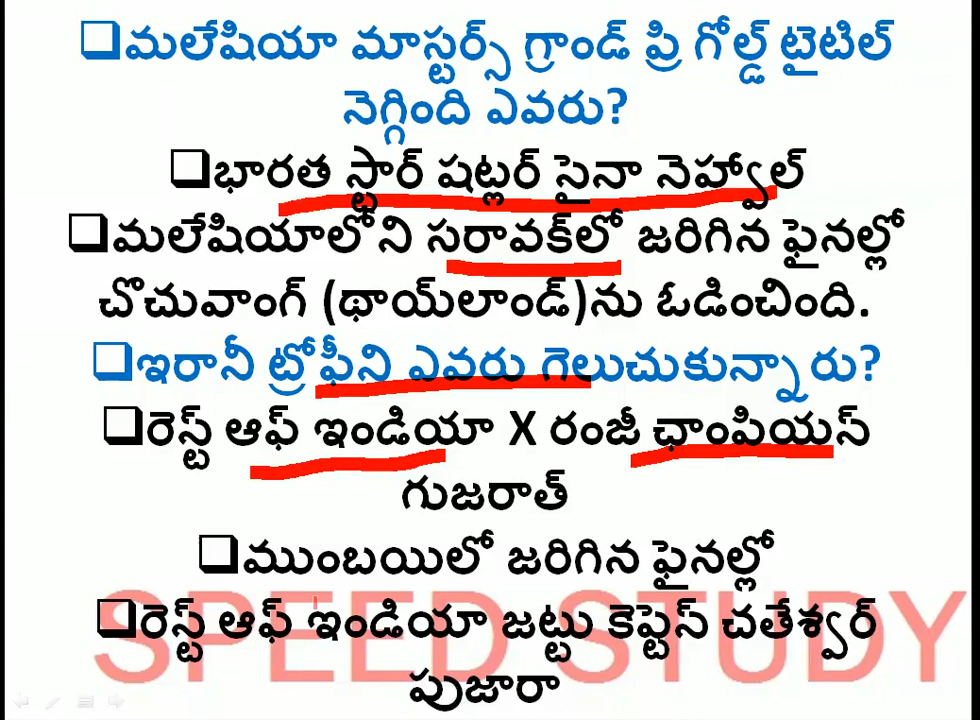 ❑మలేషియా మాస్టర్స్ గ్రాండ్ ప్రి గోల్డ్ టైటిల్
నెగ్గింది ఎవరు?
❑భారత స్టార్ షట్లర్ సైనా నెహ్వాల్
❑మలేషియాలోని సరావక్‌లో జరిగిన ఫైనల్లో
చొచువాంగ్ (థాయ్‌లాండ్)ను ఓడించింది.
❑ఇరానీ ట్రోఫీని ఎవరు గెలుచుకున్నారు?
❑రెస్ట్ ఆఫ్ ఇండియా X రంజీ ఛాంపియస్
గుజరాత్
❑ముంబయిలో జరిగిన ఫైనల్లో
❑రెస్ట్ ఆఫ్ ఇండియా జట్టు కెప్టెస్ చతేశ్వర్
పుజారా
SPEED STUDY